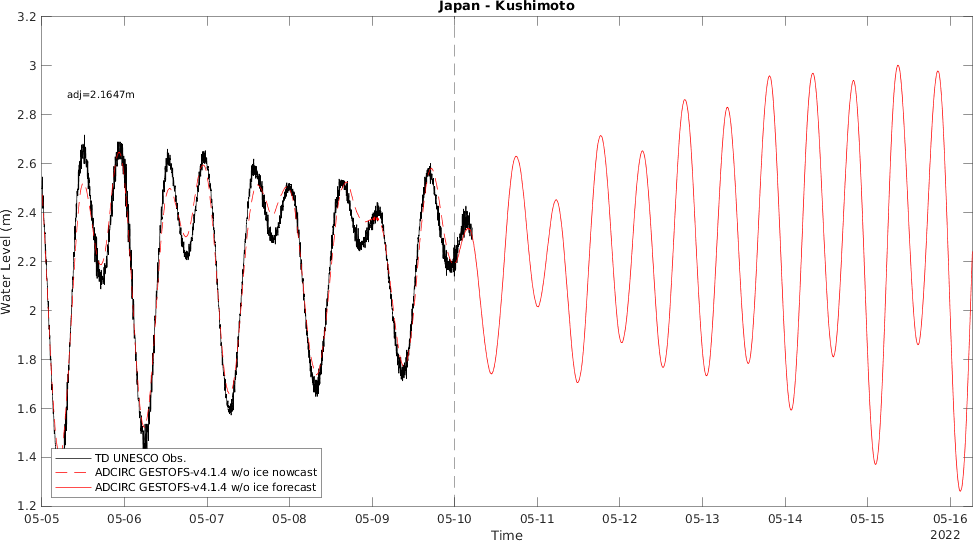 Japan - Kushimoto
3.2
3
2.8
2.6
2.4
2.2
2
1.8
1.6
1.4
1.2
Water Level (m)
adj=2.1647m
TD UNESCO Obs.
ADCIRC GESTOFS-v4.1.4 w/o ice nowcast
ADCIRC GESTOFS-v4.1.4 w/o ice forecast
05-05 05-06 05-07 05-08 05-09 05-10 05-11 05-12 05-13 05-14 05-15 05-16
Time
2022